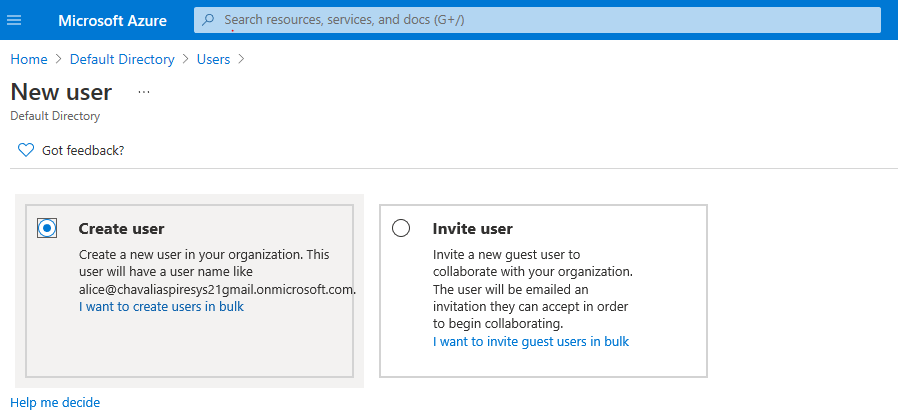 Microsoft Azure
Search resources, services, and docs (G+/)
Home > Default Directory > Users >
New user ...
Default Directory
Got feedback?
Create user
Create a new user in your organization. This
user will have a user name like
alice@chavaliaspiresys21gmail.onmicrosoft.com.
I want to create users in bulk
Invite user
Invite a new guest user to
collaborate with your organization.
The user will be emailed an
invitation they can accept in order
to begin collaborating.
I want to invite guest users in bulk
Help me decide